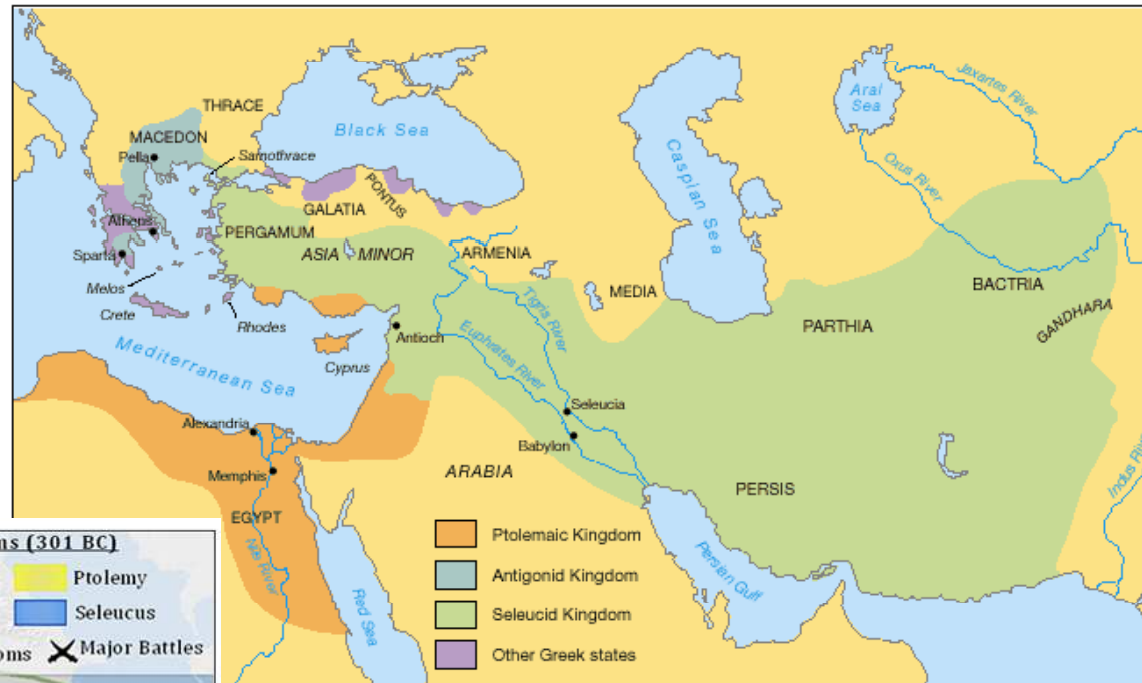 Aral
Sea
Jaxartes River
THRACE
Black Sea
MACEDON
Pella
Samothrace
Caspian Sea
Oxus River
PONTUS
GALATIA
Athens
PERGAMUM
ASIA MINOR
ARMENIA
Sparta
BACTRIA
Melos
MEDIA
GANDHARA
Crete
Rhodes
Tigris River
PARTHIA
Antioch
Euphrates River
Mediterranean Sea
Cyprus
Seleucia
Alexandria
Babylon
Memphis
ARABIA
PERSIS
Indus
EGYPT
Nile River
Red Sea
Persian Gulf
Ptolemaic Kingdom
Antigonid Kingdom
Seleucid Kingdom
Other Greek states
(301 BC)
Ptolemy
Seleucus
Major Battles